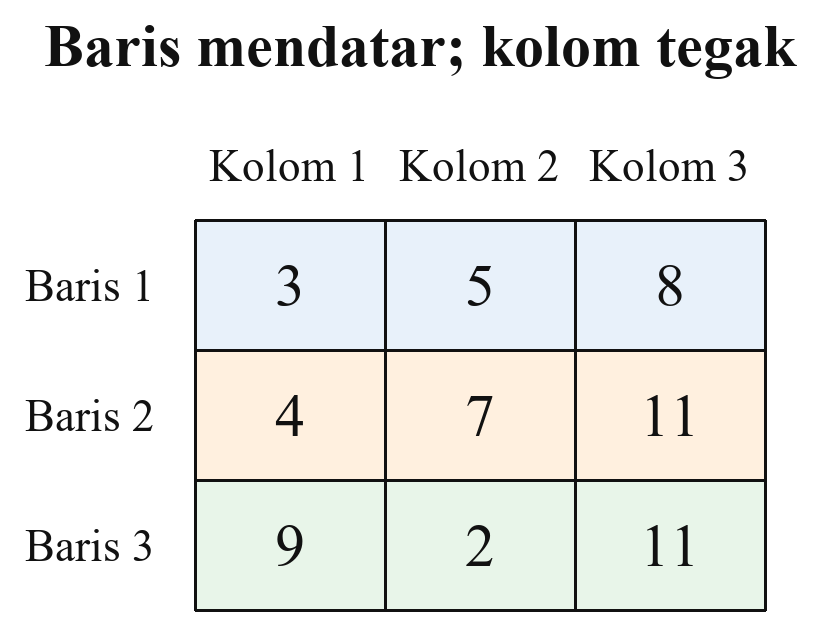 Baris mendatar; kolom tegak
Kolom 1 Kolom 2 Kolom 3
Baris 1 3 5 8
Baris 2 4 7 11
Baris 3 9 2 11